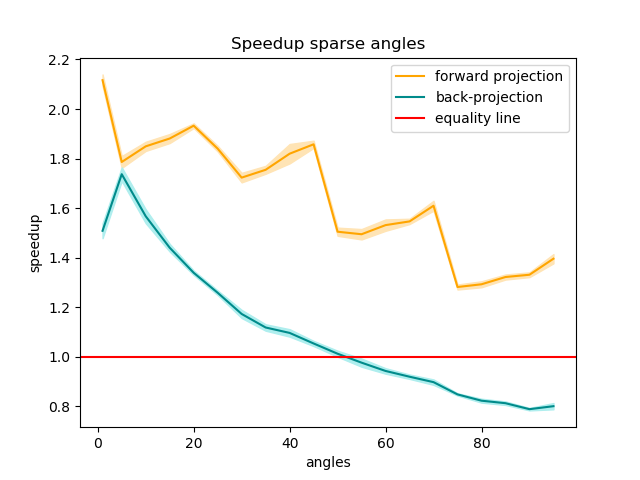 Speedup sparse angles
forward projection
back-projection
equality line
speedup
2.2
2.0
1.8
1.6
1.4
1.2
1.0
0.8
0 20 40 60 80
angles